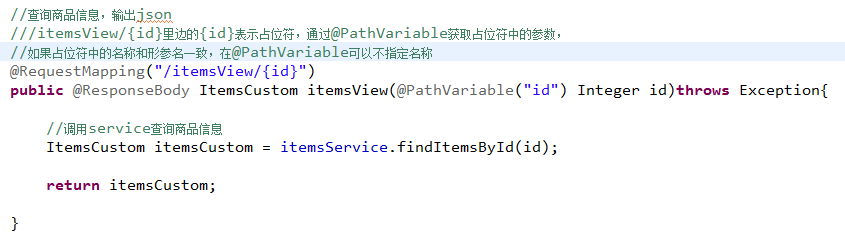 //查询商品信息，输出json
///itemsView/{id}里边的{id}表示占位符，通过@PathVariable获取占位符中的参数，
//如果占位符中的名称和形参名一致，在@PathVariable可以不指定名称
@RequestMapping("/itemsView/{id}")
public @ResponseBody ItemsCustom itemsView(@PathVariable("id") Integer id)throws Exception{
//调用service查询商品信息
ItemsCustom itemsCustom = itemsService.findItemsById(id);
return itemsCustom;
}